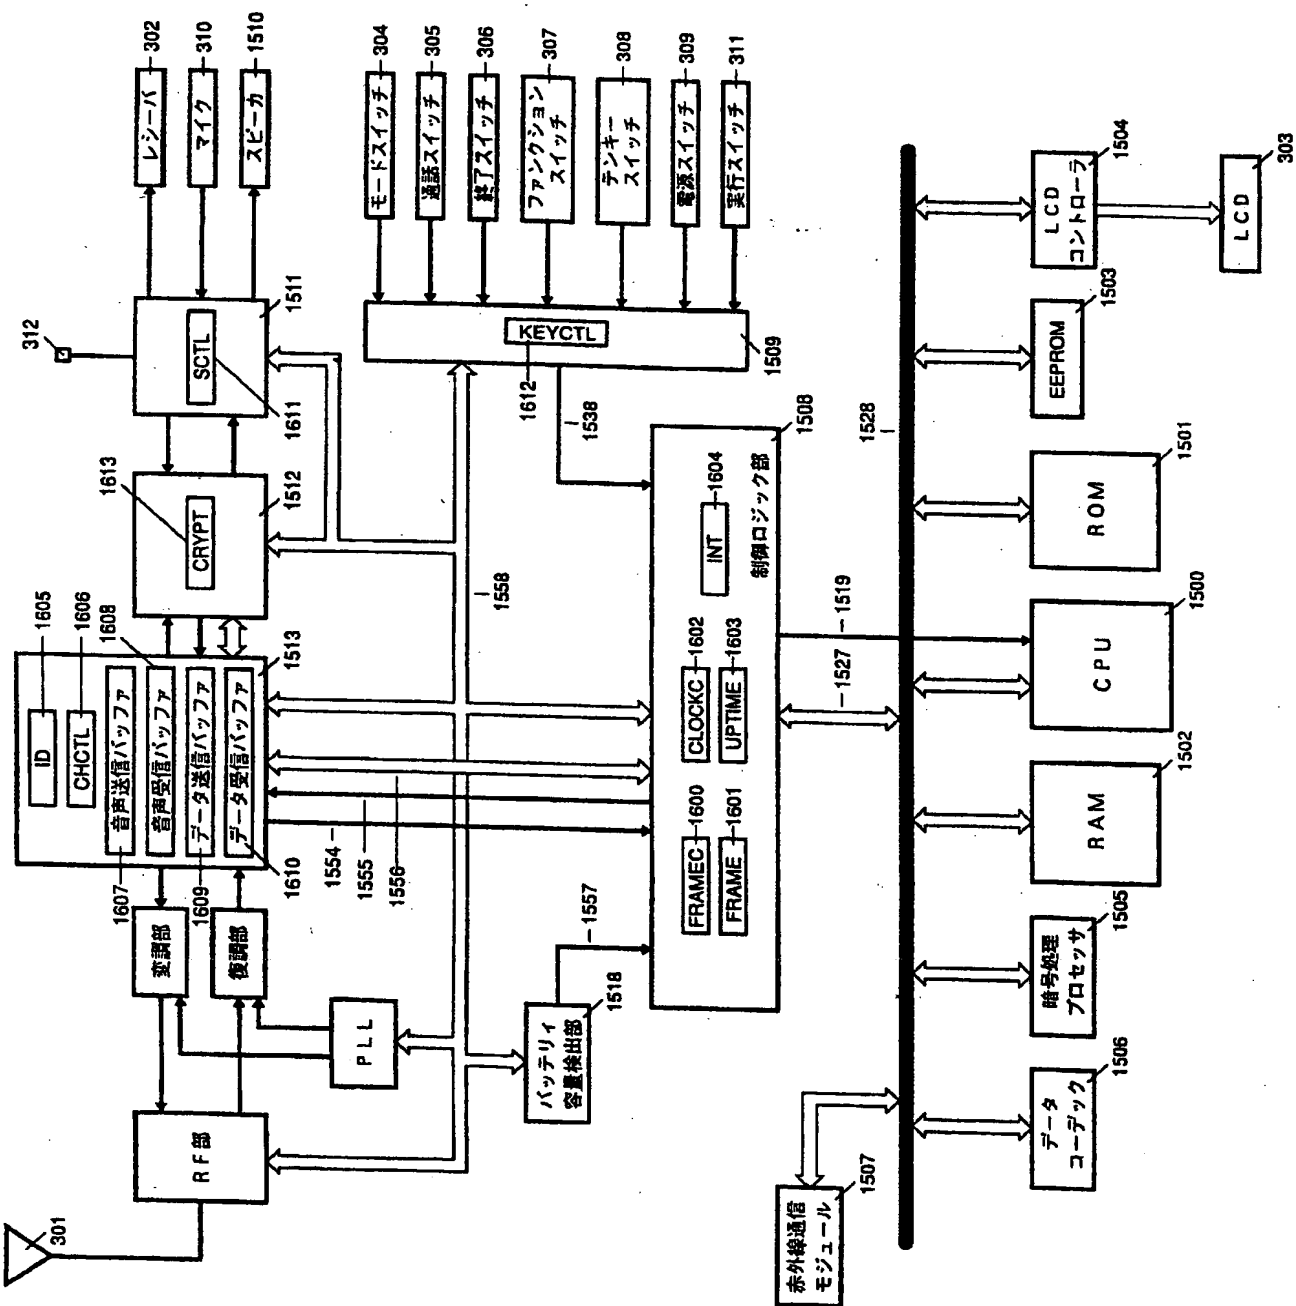 301
RF部
変調部
復調部
PLL
ID
1605
CHCTL
1606
1608
音声送信バッファ
1607
音声受信バッファ
データ送信バッファ
1609
データ受信バッファ
1610
1513
1613
CRYPT
1512
312
SCTL
1611
1511
レシーバ
302
マイク
310
スピーカ
1510
1554
1555
1556
1558
バッテリィ
容量検出部
1518
1557
KEYCTL
1612
1509
1538
モードスイッチ
304
通話スイッチ
305
終了スイッチ
306
ファンクション
スイッチ
307
テンキー
スイッチ
308
電源スイッチ
309
実行スイッチ
311
FRAMEC
1600
FRAME
1601
CLOCKC
1602
UPTIME
1603
INT
1604
制御ロジック部
1508
1527
1519
1528
赤外線通信
モジュール
1507
データ
コーデック
1506
暗号処理
プロセッサ
1505
RAM
1502
CPU
1500
ROM
1501
EEPROM
1503
LCD
コントローラ
1504
LCD
303